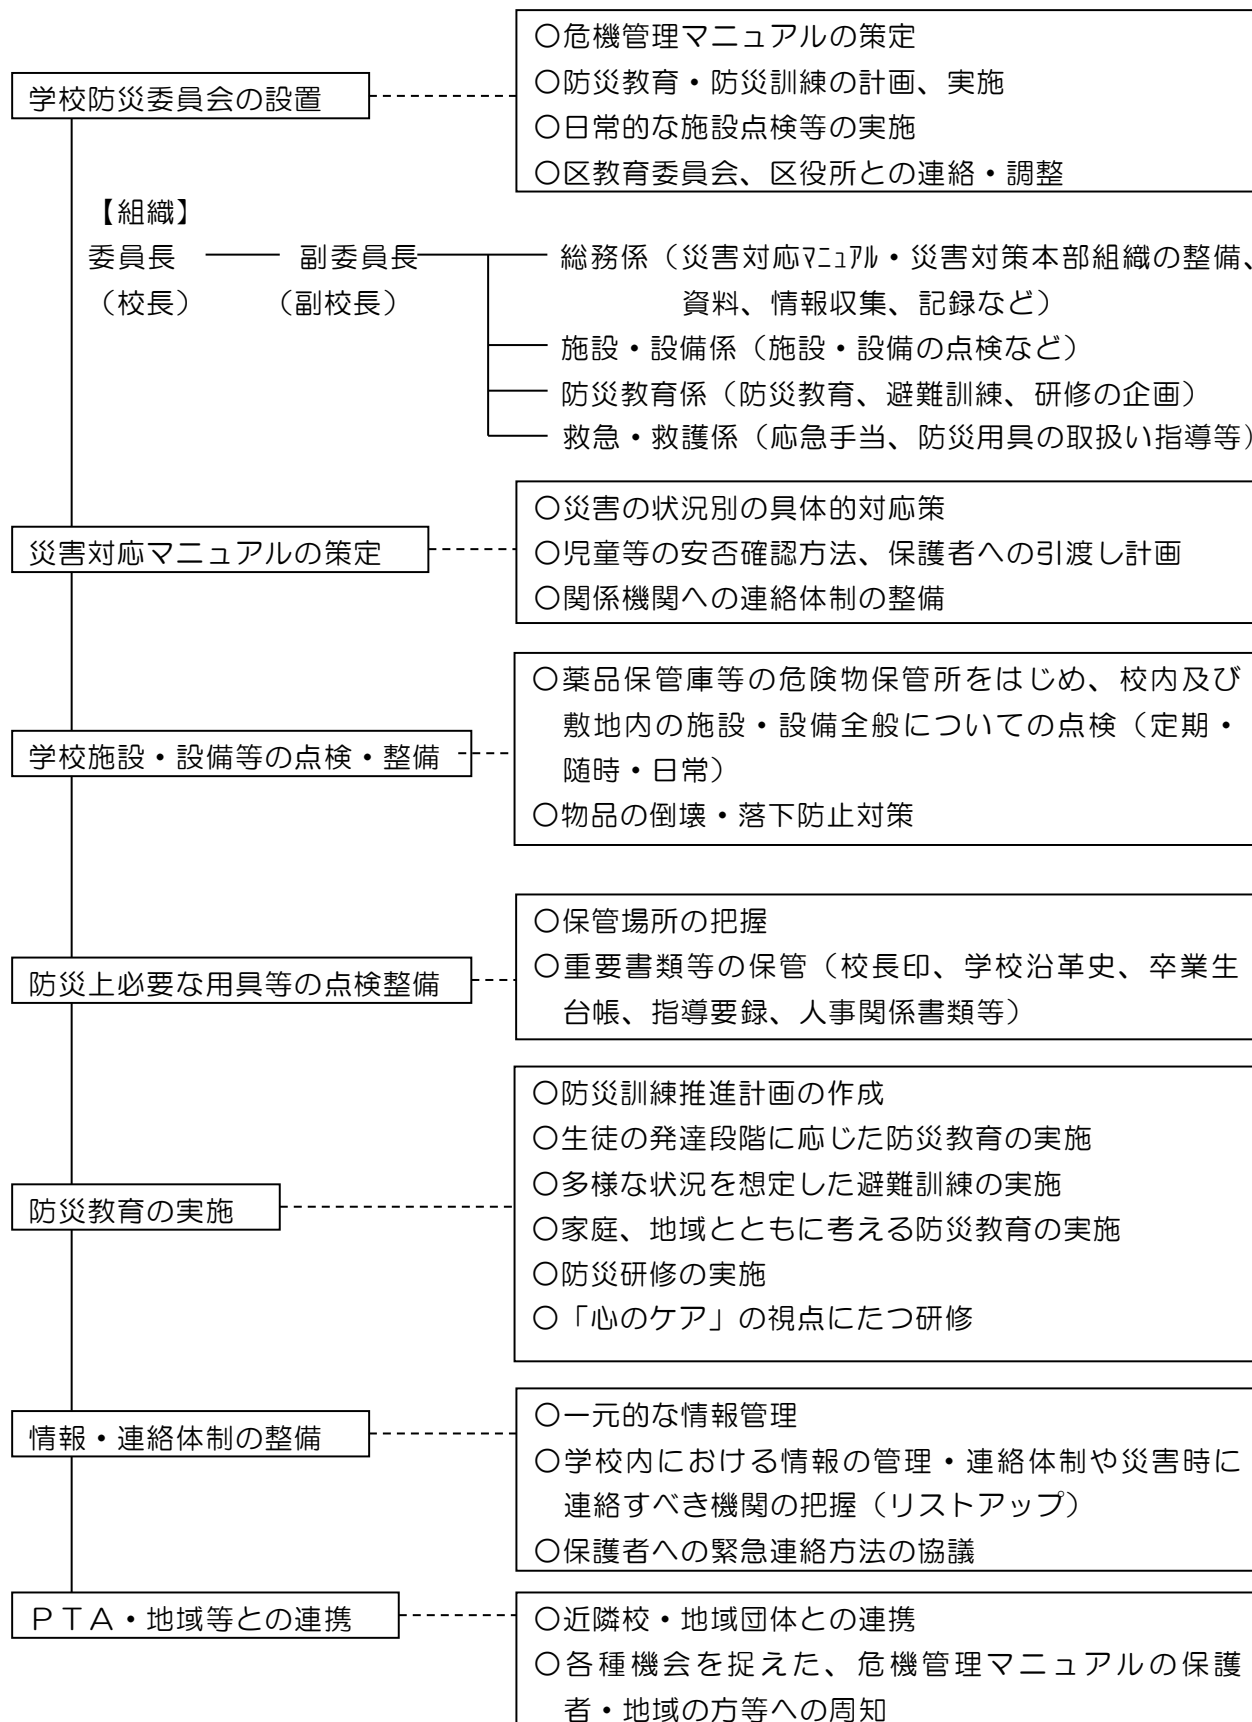 〇危機管理マニュアルの策定
〇防災教育・防災訓練の計画、実施
学校防災委員会の設置
〇日常的な施設点検等の実施
〇区教育委員会、区役所との連絡・調整
【組織】
委員長 副委員長 総務係（災害対応ﾏﾆｭｱﾙ・災害対策本部組織の整備、
（校長） （副校長） 資料、情報収集、記録など）
施設・設備係（施設・設備の点検など）
防災教育係（防災教育、避難訓練、研修の企画）
救急・救護係（応急手当、防災用具の取扱い指導等）
〇災害の状況別の具体的対応策
災害対応マニュアルの策定
〇児童等の安否確認方法、保護者への引渡し計画
〇関係機関への連絡体制の整備
〇薬品保管庫等の危険物保管所をはじめ、校内及び
敷地内の施設・設備全般についての点検（定期・
学校施設・設備等の点検・整備
随時・日常）
〇物品の倒壊・落下防止対策
〇保管場所の把握
〇重要書類等の保管（校長印、学校沿革史、卒業生
防災上必要な用具等の点検整備
台帳、指導要録、人事関係書類等）
〇防災訓練推進計画の作成
〇生徒の発達段階に応じた防災教育の実施
〇多様な状況を想定した避難訓練の実施
防災教育の実施
〇家庭、地域とともに考える防災教育の実施
〇防災研修の実施
〇「心のケア」の視点にたつ研修
〇一元的な情報管理
情報・連絡体制の整備
〇学校内における情報の管理・連絡体制や災害時に
連絡すべき機関の把握（リストアップ）
〇保護者への緊急連絡方法の協議
ＰＴＡ・地域等との連携
〇近隣校・地域団体との連携
〇各種機会を捉えた、危機管理マニュアルの保護
者・地域の方等への周知